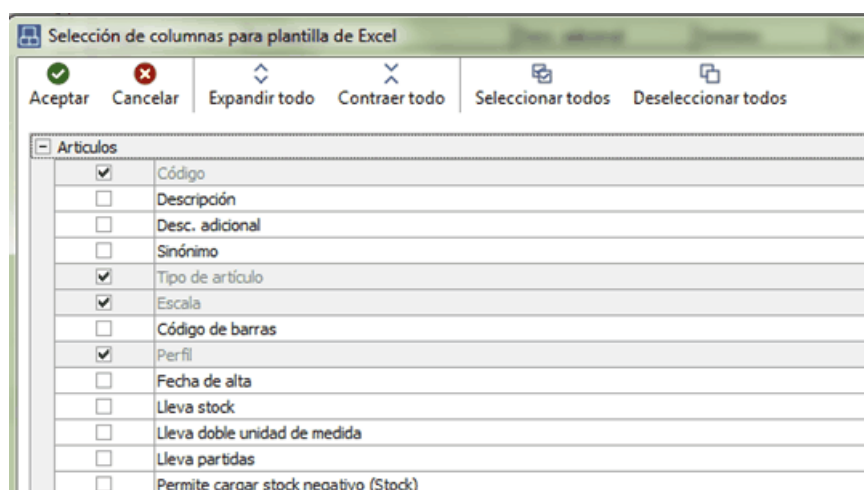 Selección de columnas para plantilla de Excel
Aceptar Cancelar Expandir todo Contraer todo Seleccionar todos Deseleccionar todos
Articulos
Código
Descripción
Desc. adicional
Sinónimo
Tipo de artículo
Escala
Código de barras
Perfil
Fecha de alta
Lleva stock
Lleva doble unidad de medida
Lleva partidas
Permite cargar stock negativo (Stock)